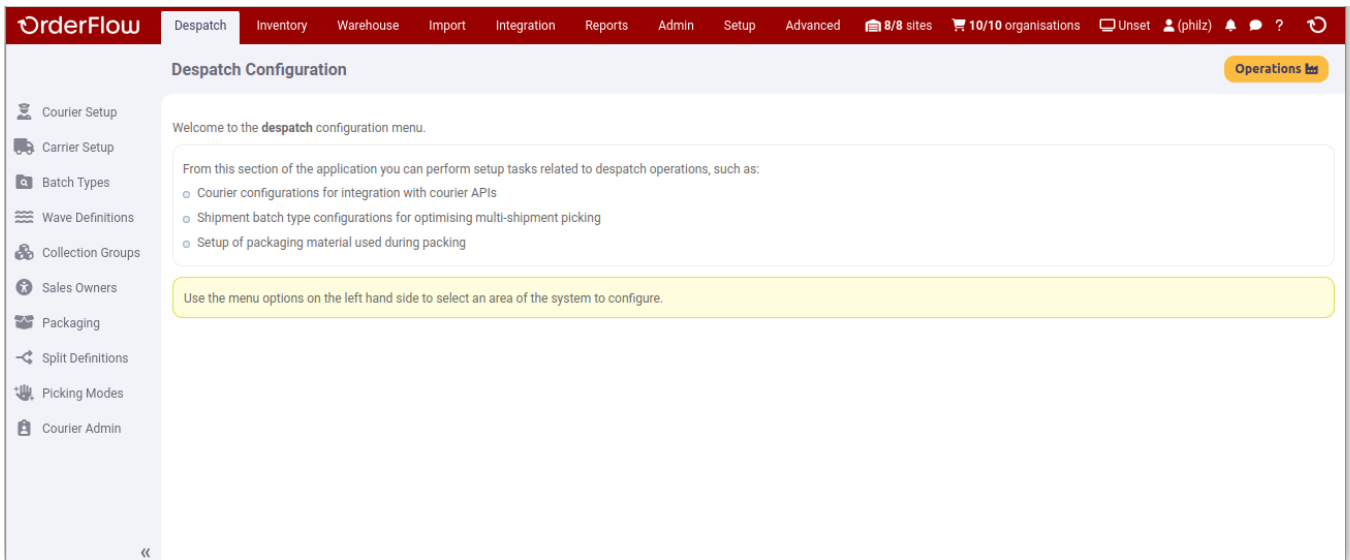 OrderFlow Despatch Inventory Warehouse Import Integration Reports Admin Setup Advanced 8/8 sites 10/10 organisations Unset (philz) ?
Despatch Configuration Operations
Courier Setup
Carrier Setup
Batch Types
Wave Definitions
Collection Groups
Sales Owners
Packaging
Split Definitions
Picking Modes
Courier Admin
«
Welcome to the despatch configuration menu.
From this section of the application you can perform setup tasks related to despatch operations, such as:
Courier configurations for integration with courier APIs
Shipment batch type configurations for optimising multi-shipment picking
Setup of packaging material used during packing
Use the menu options on the left hand side to select an area of the system to configure.